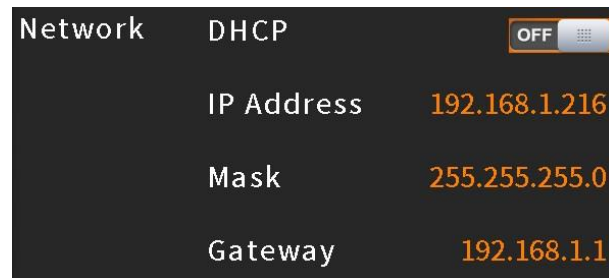 Network DHCP OFF
IP Address 192.168.1.216
Mask 255.255.255.0
Gateway 192.168.1.1